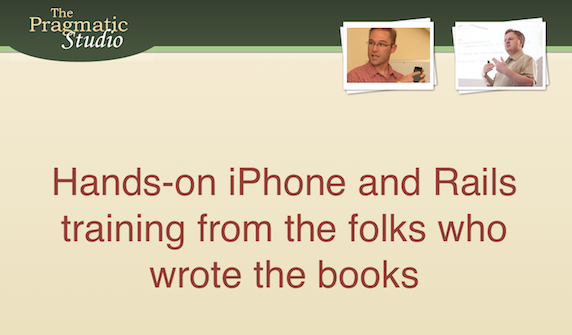 The
Pragmatic
Studio
Hands-on iPhone and Rails
training from the folks who
wrote the books